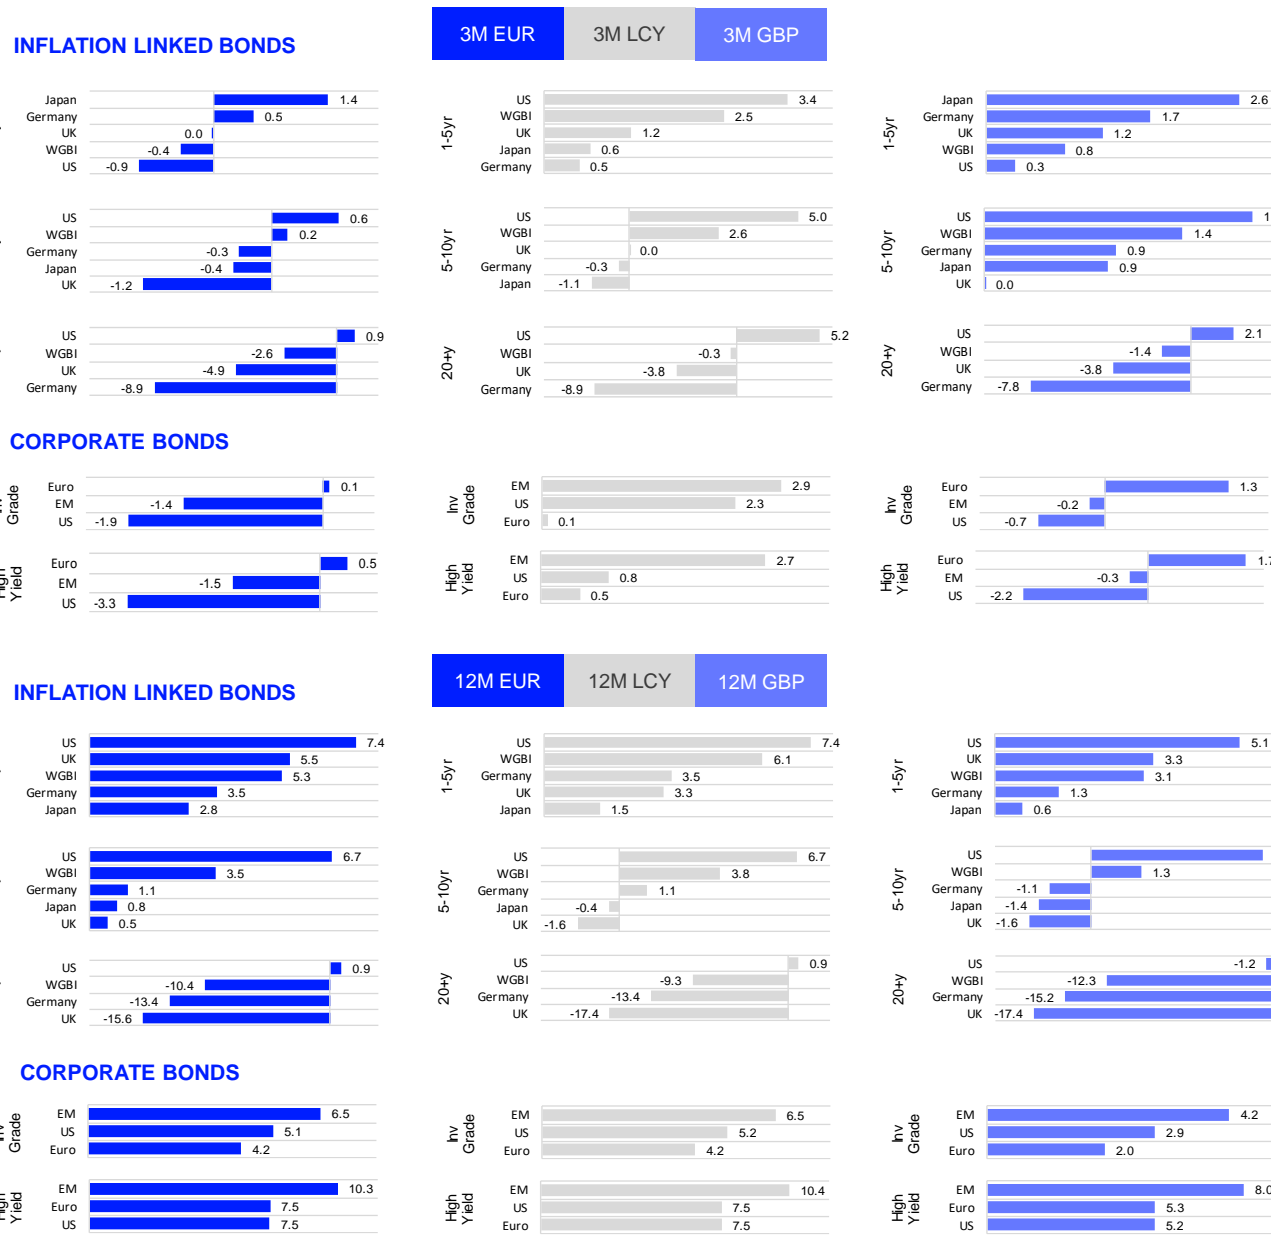 INFLATION LINKED BONDS
3M EUR 3M LCY 3M GBP
Japan 1.4
Germany 0.5
UK 0.0
WGBI -0.4
US -0.9
1-5yr
US 3.4
WGBI 2.5
UK 1.2
Japan 0.6
Germany 0.5
1-5yr
Japan 2.6
Germany 1.7
UK 1.2
WGBI 0.8
US 0.3
US 0.6
WGBI 0.2
Germany -0.3
Japan -0.4
UK -1.2
5-10yr
US 5.0
WGBI 2.6
UK 0.0
Germany -0.3
Japan -1.1
5-10yr
US
WGBI 1.4
Germany 0.9
Japan 0.9
UK 0.0
US 0.9
WGBI -2.6
UK -4.9
Germany -8.9
20+y
US 5.2
WGBI -0.3
UK -3.8
Germany -8.9
20+y
US 2.1
WGBI -1.4
UK -3.8
Germany -7.8
CORPORATE BONDS
Inv
Grade
Euro 0.1
EM -1.4
US -1.9
Inv
Grade
EM 2.9
US 2.3
Euro 0.1
Inv
Grade
Euro 1.3
EM -0.2
US -0.7
High
Yield
Euro 0.5
EM -1.5
US -3.3
High
Yield
EM 2.7
US 0.8
Euro 0.5
High
Yield
Euro 1.7
EM -0.3
US -2.2
INFLATION LINKED BONDS
12M EUR 12M LCY 12M GBP
US 7.4
UK 5.5
WGBI 5.3
Germany 3.5
Japan 2.8
1-5yr
US 7.4
WGBI 6.1
Germany 3.5
UK 3.3
Japan 1.5
1-5yr
US 5.1
UK 3.3
WGBI 3.1
Germany 1.3
Japan 0.6
US 6.7
WGBI 3.5
Germany 1.1
Japan 0.8
UK 0.5
5-10yr
US 6.7
WGBI 3.8
Germany 1.1
Japan -0.4
UK -1.6
5-10yr
US
WGBI 1.3
Germany -1.1
Japan -1.4
UK -1.6
US 0.9
WGBI -10.4
Germany -13.4
UK -15.6
20+y
US 0.9
WGBI -9.3
Germany -13.4
UK -17.4
20+y
US -1.2
WGBI -12.3
Germany -15.2
UK -17.4
CORPORATE BONDS
Inv
Grade
EM 6.5
US 5.1
Euro 4.2
Inv
Grade
EM 6.5
US 5.2
Euro 4.2
Inv
Grade
EM 4.2
US 2.9
Euro 2.0
High
Yield
EM 10.3
Euro 7.5
US 7.5
High
Yield
EM 10.4
US 7.5
Euro 7.5
High
Yield
EM 8.0
Euro 5.3
US 5.2